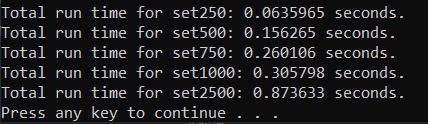 Total run time for set250: 0.0635965 seconds.
Total run time for set500: 0.156265 seconds.
Total run time for set750: 0.260106 seconds.
Total run time for set1000: 0.305798 seconds.
Total run time for set2500: 0.873633 seconds.
Press any key to continue . . .